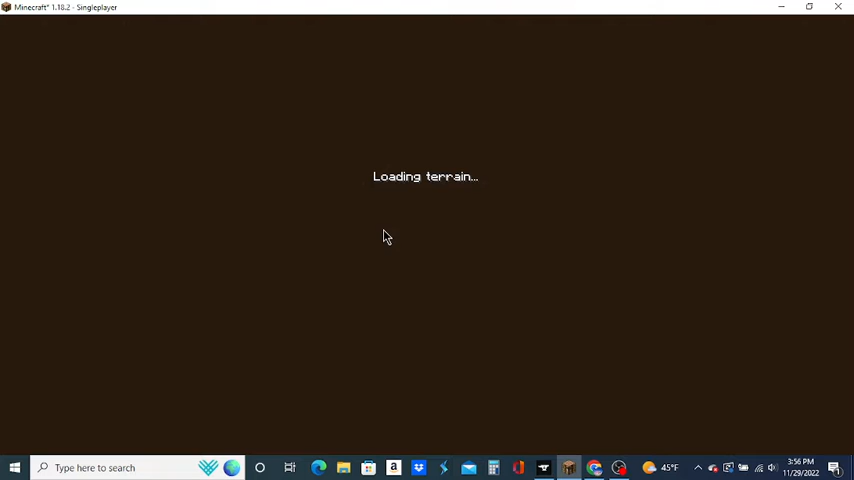 Minecraft* 1.18.2 - Singleplayer
Loading terrain...
Type here to search
45°F
3:56 PM
11/29/2022